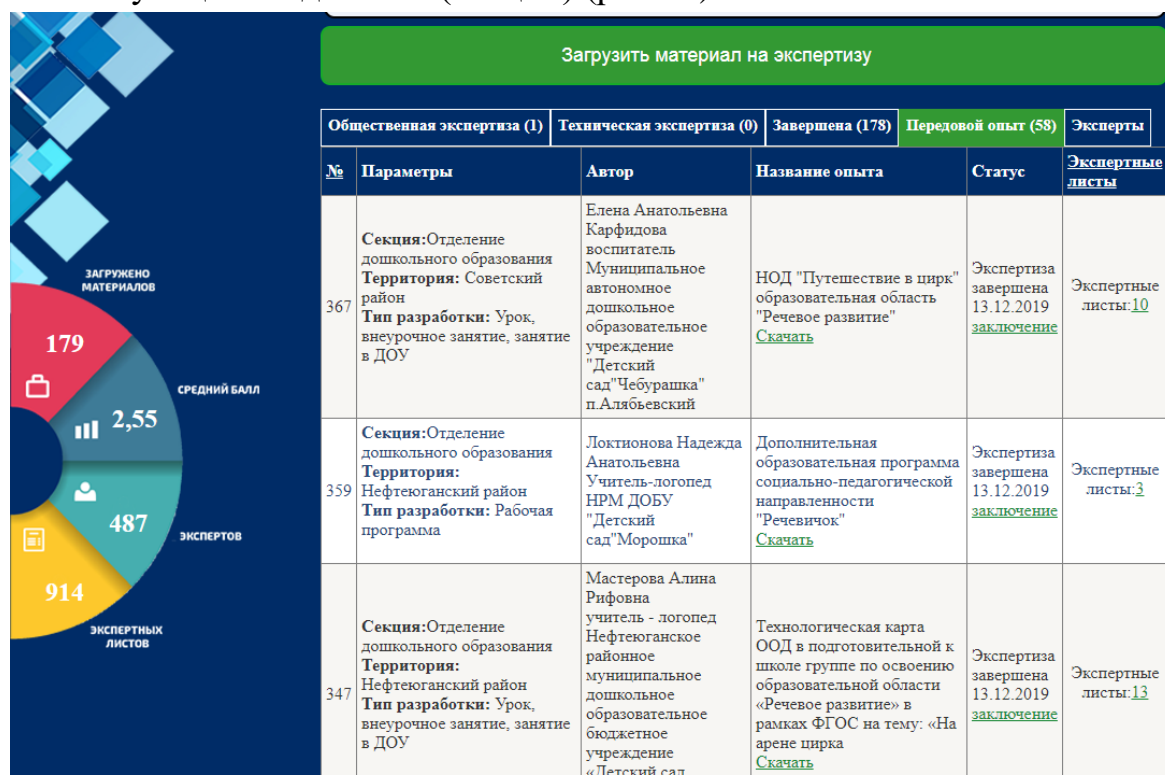 Загрузить материал на экспертизу
Общественная экспертиза (1) Техническая экспертиза (0) Завершена (178) Передовой опыт (58) Эксперты
№ Параметры Автор Название опыта Статус Экспертные листы
367
Секция:Отделение
дошкольного образования
Территория: Советский
район
Тип разработки: Урок,
внеурочное занятие, занятие
в ДОУ
Елена Анатольевна
Карфидова
воспитатель
Муниципальное
автономное
дошкольное
образовательное
учреждение
"Детский
сад"Чебурашка"
п.Алябьевский
НОД "Путешествие в цирк"
образовательная область
"Речевое развитие"
Скачать
Экспертиза
завершена
13.12.2019
заключение
Экспертные
листы:10
359
Секция:Отделение
дошкольного образования
Территория:
Нефтеюганский район
Тип разработки: Рабочая
программа
Локтионова Надежда
Анатольевна
Учитель-логопед
НРМ ДОБУ
"Детский
сад"Морошка"
Дополнительная
образовательная программа
социально-педагогической
направленности
"Речевичок"
Скачать
Экспертиза
завершена
13.12.2019
заключение
Экспертные
листы:3
347
Секция:Отделение
дошкольного образования
Территория:
Нефтеюганский район
Тип разработки: Урок,
внеурочное занятие, занятие
в ДОУ
Мастерова Алина
Рифовна
учитель - логопед
Нефтеюганское
районное
муниципальное
дошкольное
образовательное
бюджетное
учреждение
«Детский сад
Технологическая карта
ООД в подготовительной к
школе группе по освоению
образовательной области
«Речевое развитие» в
рамках ФГОС на тему: «На
арене цирка
Скачать
Экспертиза
завершена
13.12.2019
заключение
Экспертные
листы:13
ЗАГРУЖЕНО
МАТЕРИАЛОВ
179
СРЕДНИЙ БАЛЛ
2,55
487
ЭКСПЕРТОВ
914
ЭКСПЕРТНЫХ
ЛИСТОВ